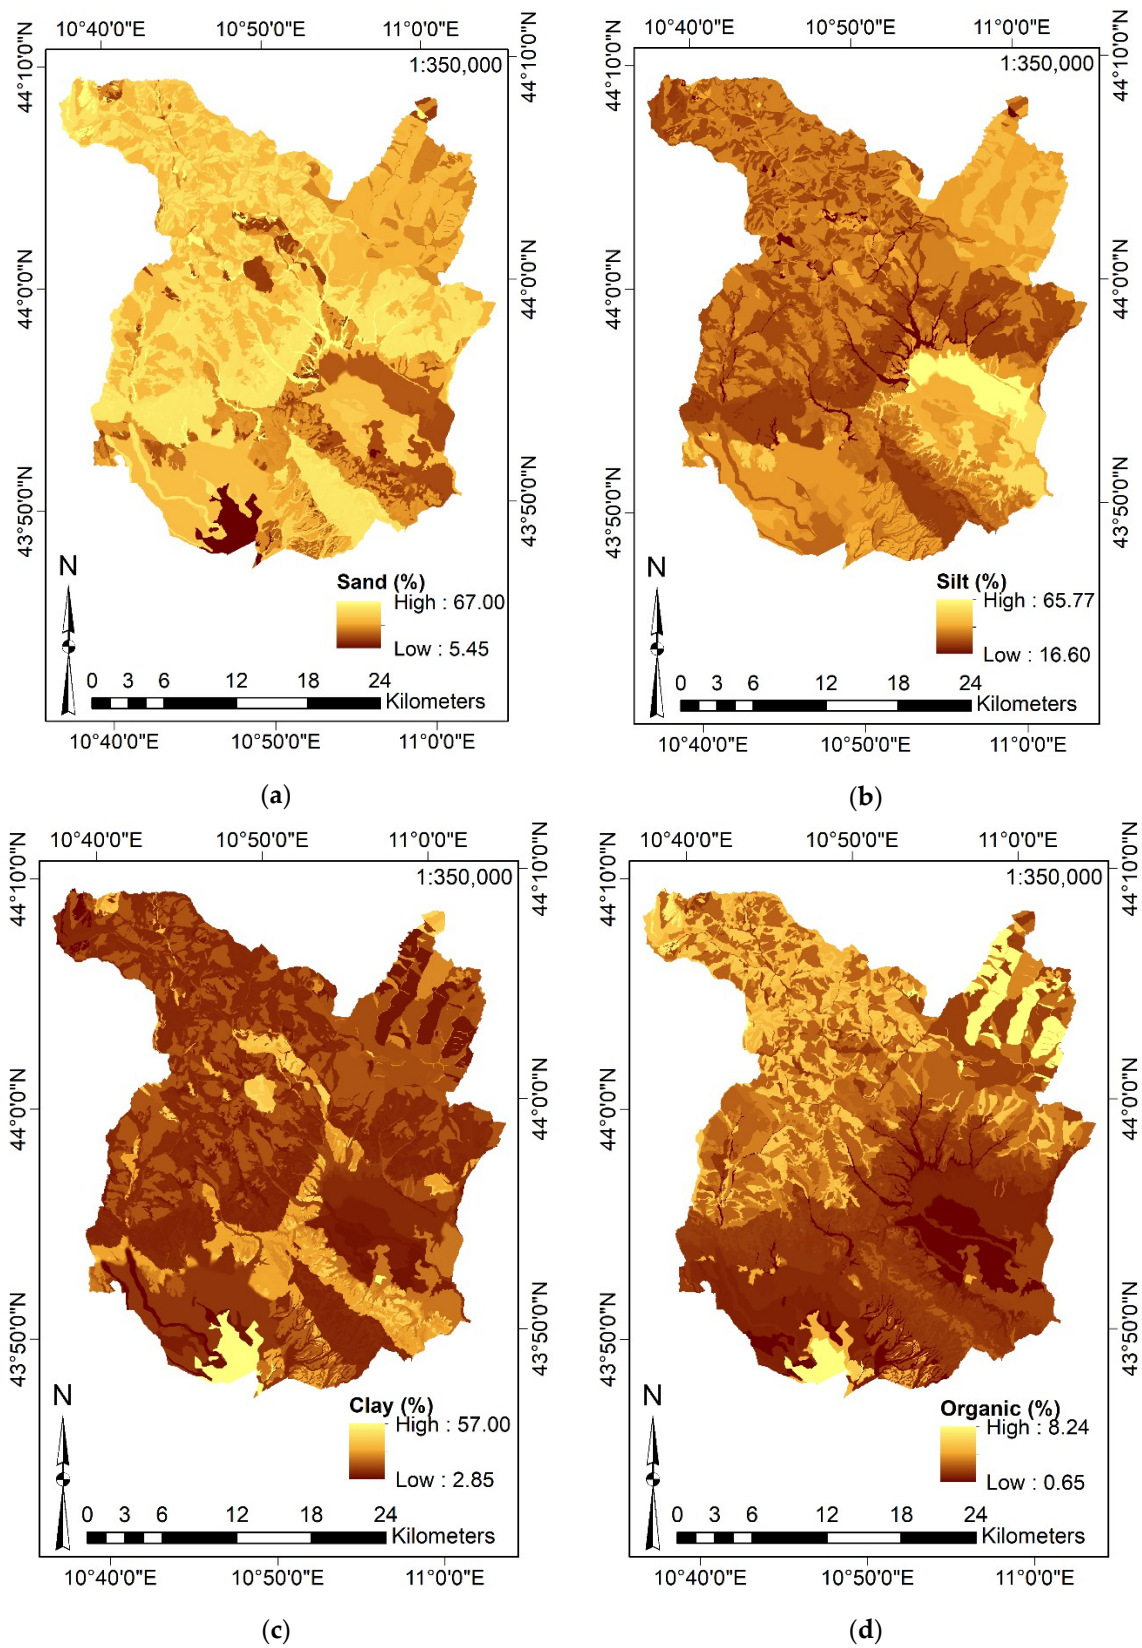 10°40'0"E 10°50'0"E 11°0'0"E
44°10'0"N
44°0'0"N
43°50'0"N
1:350,000
44°10'0"N
44°0'0"N
43°50'0"N
N
Sand (%)
High : 67.00
Low : 5.45
0 3 6 12 18 24
Kilometers
10°40'0"E 10°50'0"E 11°0'0"E
(a)
10°40'0"E 10°50'0"E 11°0'0"E
44°10'0"N
44°0'0"N
43°50'0"N
1:350,000
44°10'0"N
44°0'0"N
43°50'0"N
N
Silt (%)
High : 65.77
Low : 16.60
0 3 6 12 18 24
Kilometers
10°40'0"E 10°50'0"E 11°0'0"E
(b)
10°40'0"E 10°50'0"E 11°0'0"E
44°10'0"N
44°0'0"N
43°50'0"N
1:350,000
44°10'0"N
44°0'0"N
43°50'0"N
N
Clay (%)
High : 57.00
Low : 2.85
0 3 6 12 18 24
Kilometers
10°40'0"E 10°50'0"E 11°0'0"E
(c)
10°40'0"E 10°50'0"E 11°0'0"E
44°10'0"N
44°0'0"N
43°50'0"N
1:350,000
44°10'0"N
44°0'0"N
43°50'0"N
N
Organic (%)
High : 8.24
Low : 0.65
0 3 6 12 18 24
Kilometers
10°40'0"E 10°50'0"E 11°0'0"E
(d)